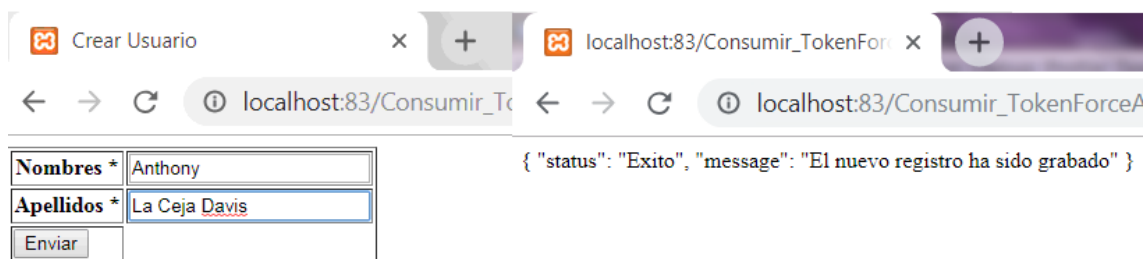 Crear Usuario
localhost:83/Consumir_To
Nombres * Anthony
Apellidos * La Ceja Davis
Enviar
localhost:83/Consumir_TokenFor
localhost:83/Consumir_TokenForceA
{ "status": "Exito", "message": "El nuevo registro ha sido grabado" }